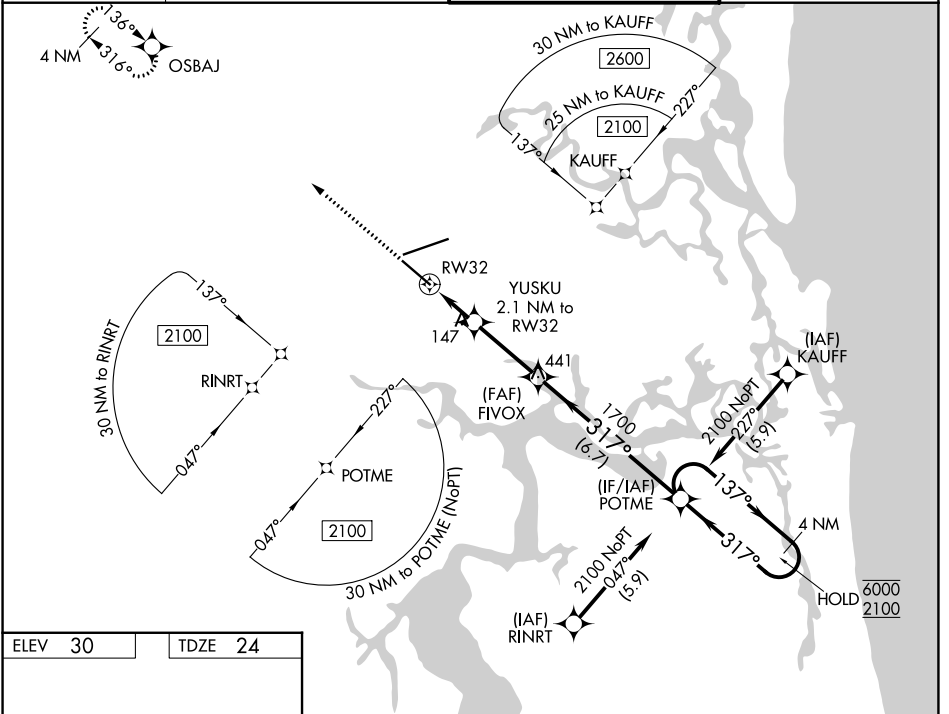 136°
4 NM
316°
OSBAJ
30 NM to KAUFF
2600
25 NM to KAUFF
2100
227°
137°
KAUFF
RW32
YUSKU
2.1 NM to
RW32
147
137°
2100
30 NM to RINRT
RINRT
047°
441
(FAF)
FIVOX
(IAF)
KAUFF
2100 NoPT
227°
(5.9)
1700
317°
(6.7)
227°
POTME
047°
2100
30 NM to POTME (NoPT)
(IF/IAF)
POTME
137°
4 NM
317°
HOLD
6000
2100
2100 NoPT
047°
(5.9)
(IAF)
RINRT
ELEV 30
TDZE 24